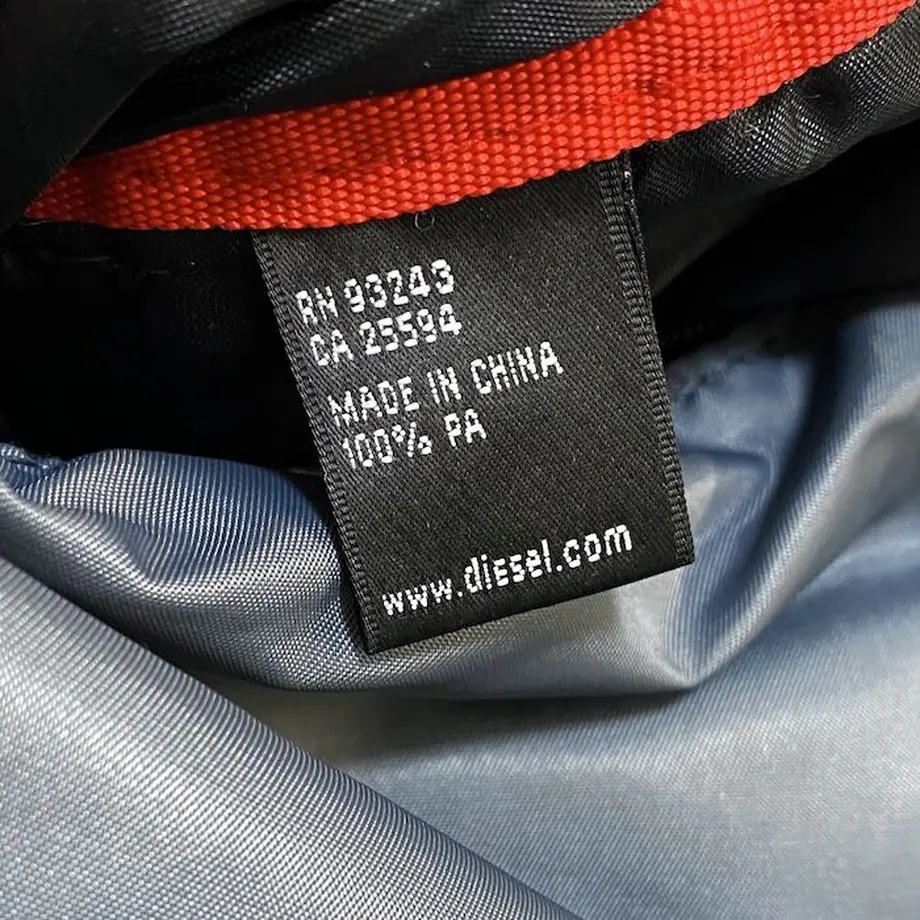 RN 93243
CA 25594
MADE IN CHINA
100% PA
www.diesel.com